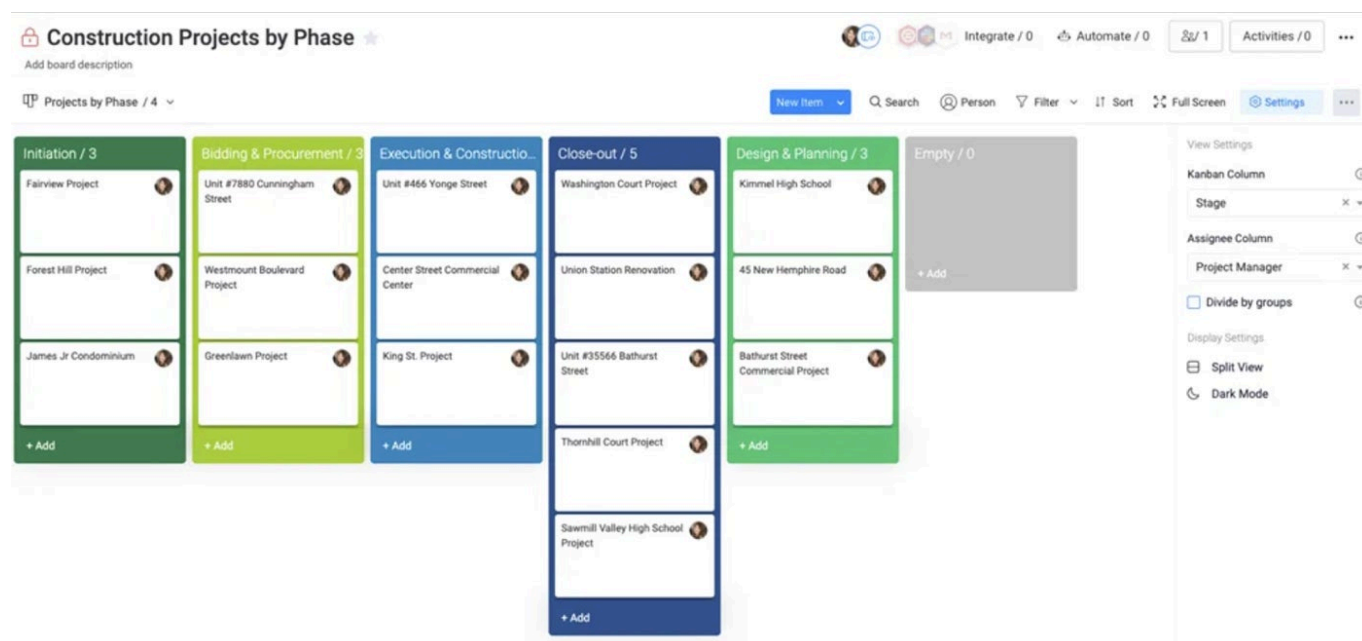 Construction Projects by Phase
Integrate / 0
Automate / 0
/ 1
Activities / 0
Add board description
Projects by Phase / 4
New Item
Search
Person
Filter
Sort
Full Screen
Settings
Initiation / 3
Fairview Project
Forest Hill Project
James Jr Condominium
+ Add
Bidding & Procurement / 3
Unit #7880 Cunningham
Street
Westmount Boulevard
Project
Greenlawn Project
+ Add
Execution & Constructio...
Unit #466 Yonge Street
Center Street Commercial
Center
King St. Project
+ Add
Close-out / 5
Washington Court Project
Union Station Renovation
Unit #35566 Bathurst
Street
Thornhill Court Project
Sawmill Valley High School
Project
+ Add
Design & Planning / 3
Kimmel High School
45 New Hemphire Road
Bathurst Street
Commercial Project
+ Add
Empty / 0
+ Add
View Settings
Kanban Column
Stage
Assignee Column
Project Manager
Divide by groups
Display Settings
Split View
Dark Mode